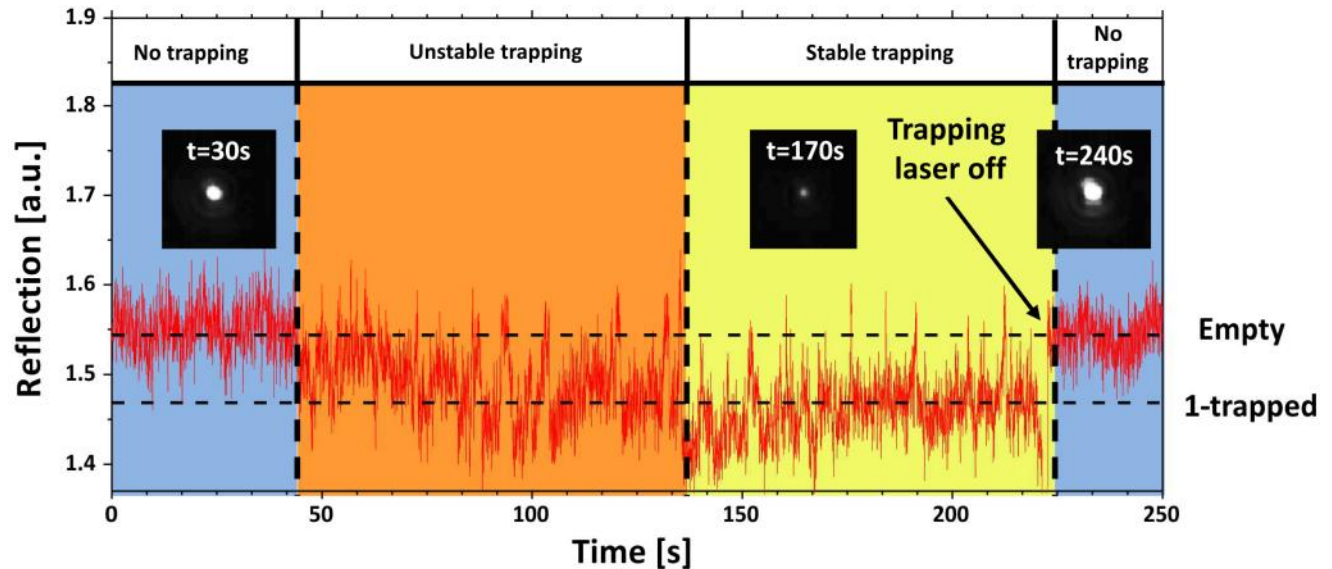 No trapping
Unstable trapping
Stable trapping
No
trapping
Reflection [a.u.]
1.9
1.8
1.7
1.6
1.5
1.4
t=30s
t=170s
t=240s
Trapping
laser off
Empty
1-trapped
0
50
100
150
200
250
Time [s]